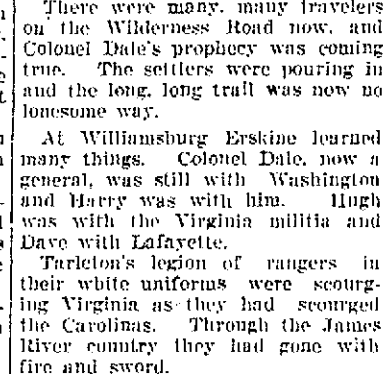 There were many, many travelers
on the Wilderness Road now, and
Colonel Dale's prophecy was coming
true. The settlers were pouring in
and the long, long trail was now no
lonesome way.
At Williamsburg Erskine learned
many things. Colonel Dale, now a
general, was still with Washington
and Harry was with him. Hugh
was with the Virginia militia and
Dave with Lafayette.
Tarleton's legion of rangers in
their white uniforms were scourg-
ing Virginia as they had scourged
the Carolinas. Through the James
River country they had gone with
fire and sword.